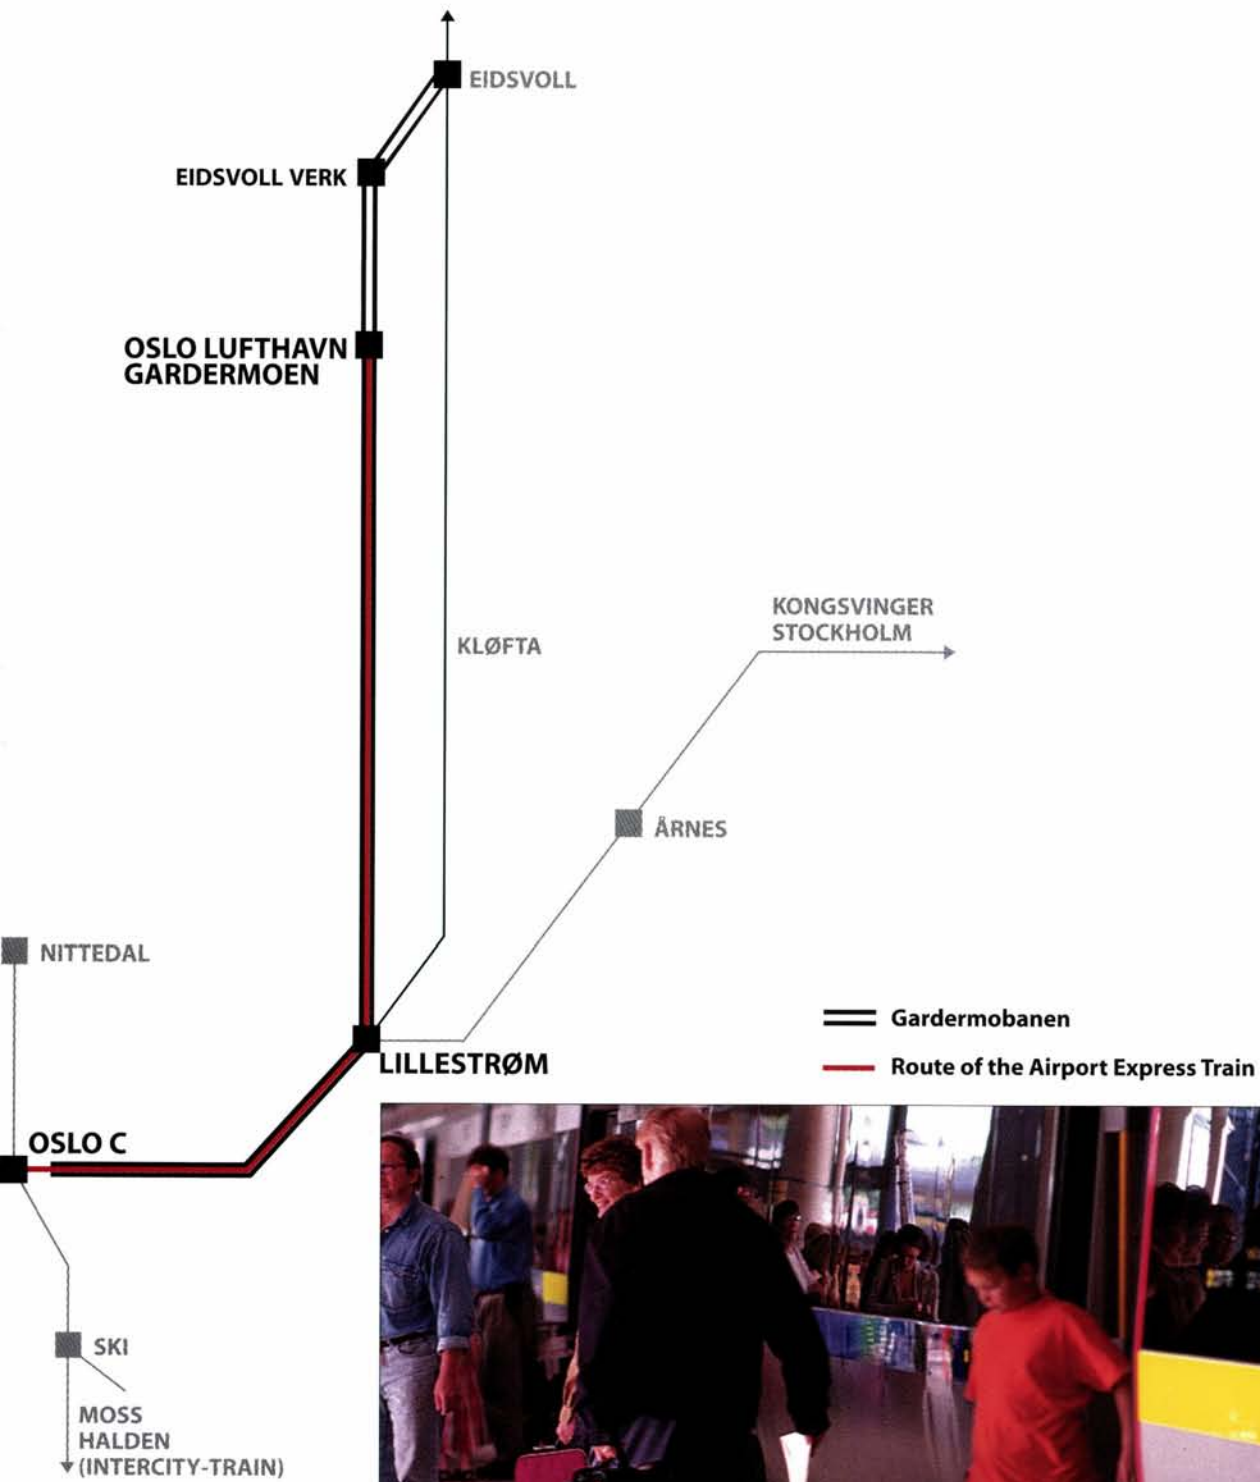 EIDSVOLL
EIDSVOLL VERK
OSLO LUFTHAVN
GARDERMOEN
KONGSVINGER
STOCKHOLM
KLØFTA
ÅRNES
NITTEDAL
Gardermobanen
LILLESTRØM
Route of the Airport Express Train
OSLO C
SKI
MOSS
HALDEN
(INTERCITY-TRAIN)